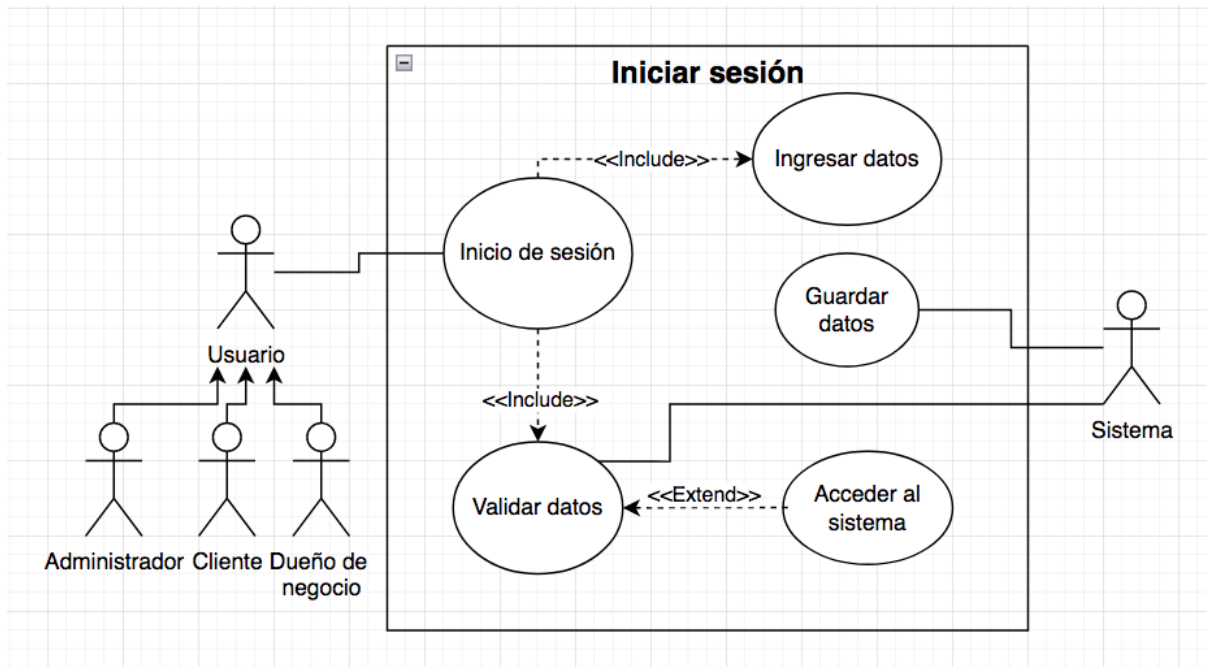 Iniciar sesión
<<Include>>
Ingresar datos
Inicio de sesión
Guardar
datos
Usuario
<<Include>>
Sistema
Validar datos
<<Extend>>
Acceder al
sistema
Administrador
Cliente
Dueño de
negocio